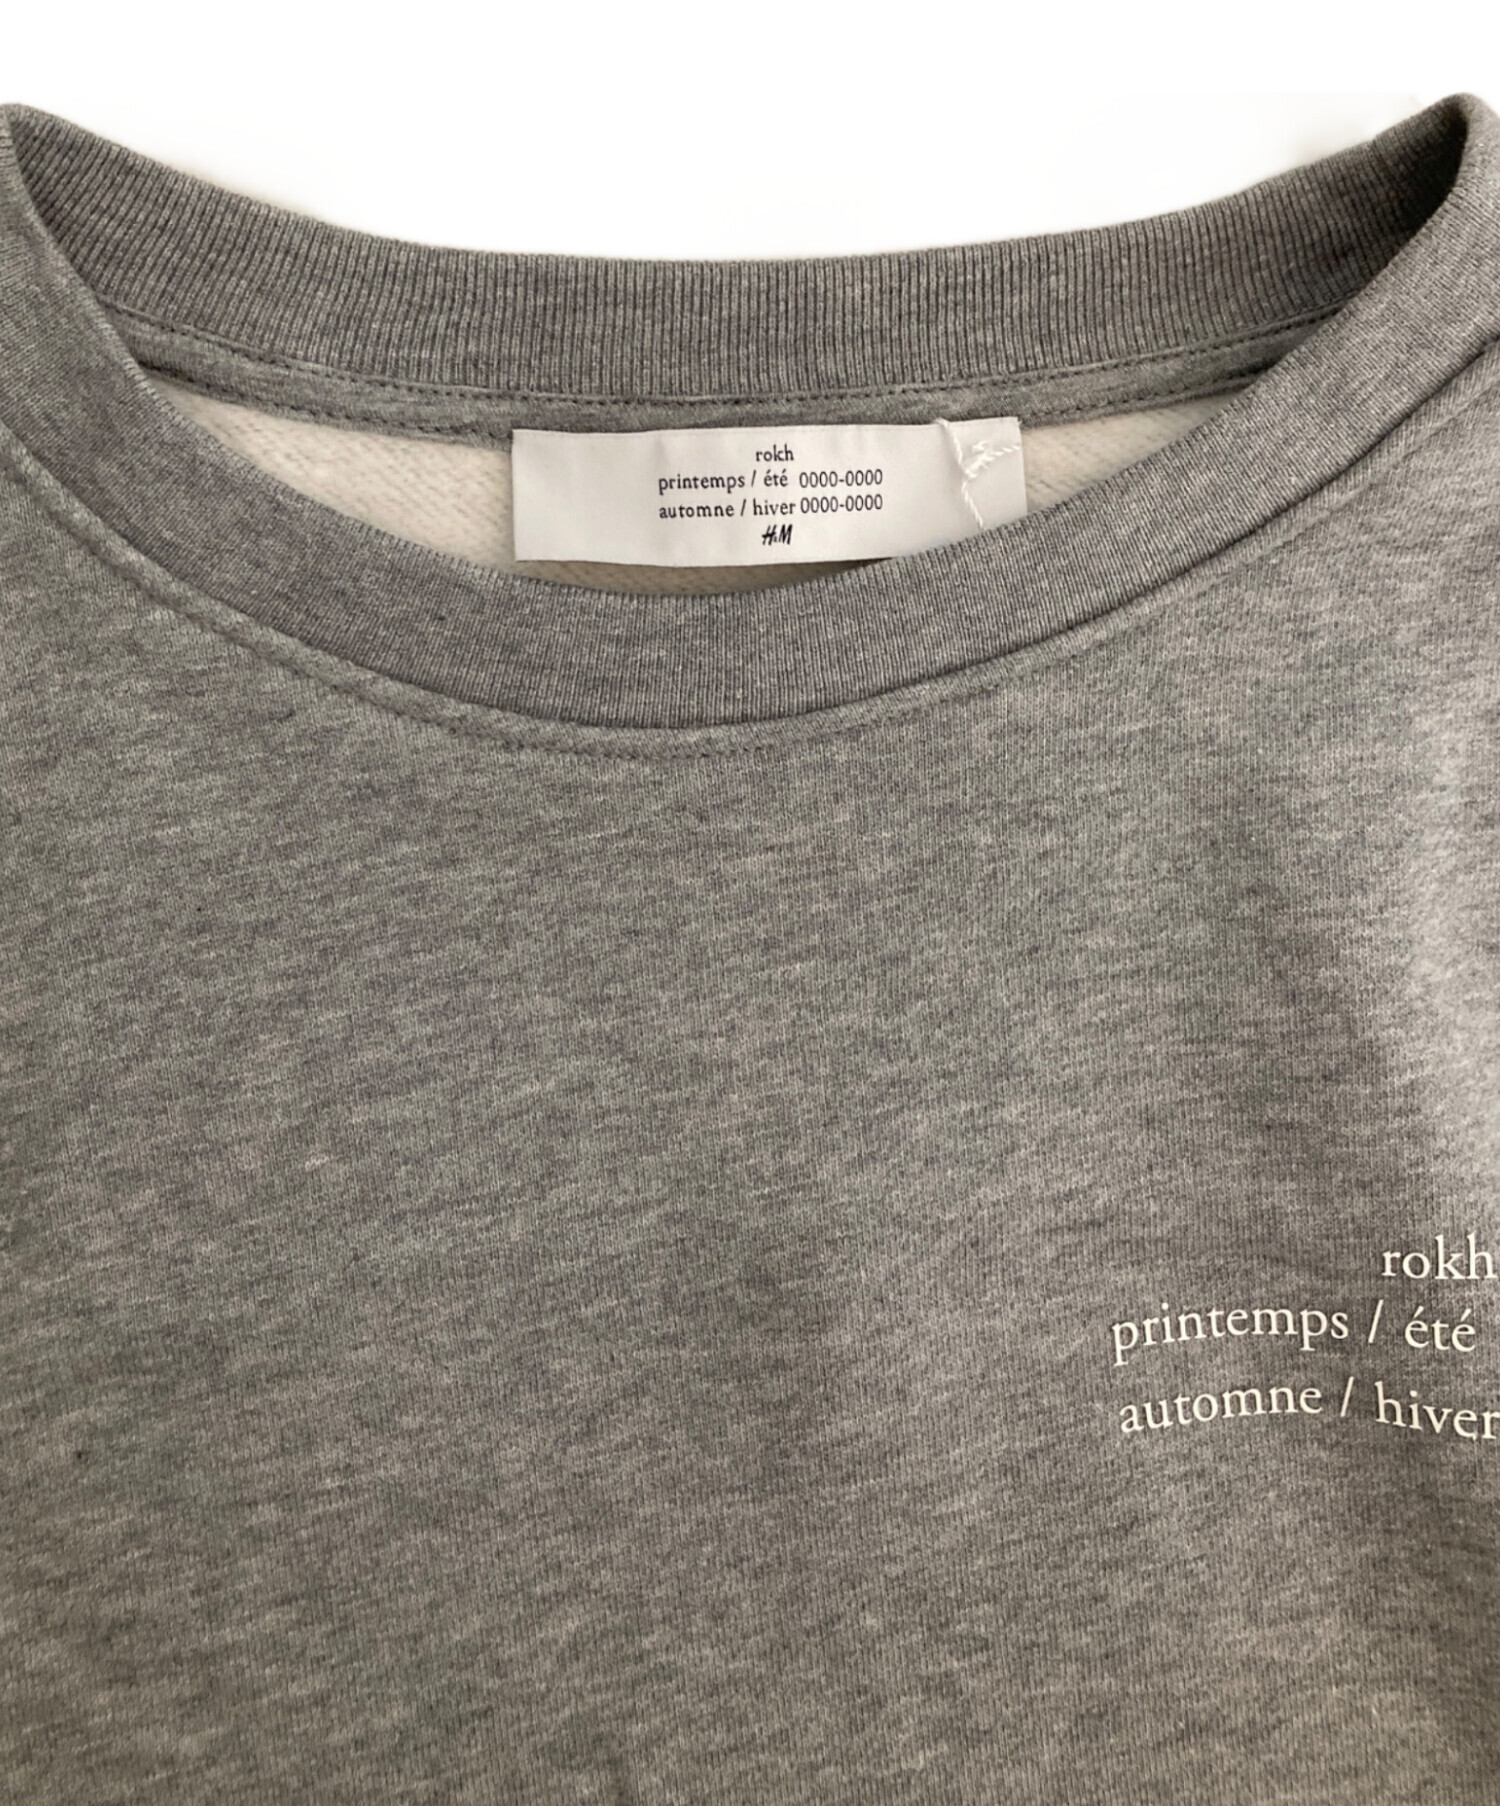 rokh
printemps / été 0000-0000
automne / hiver 0000-0000
H&M
rokh
printemps / été
automne / hiver